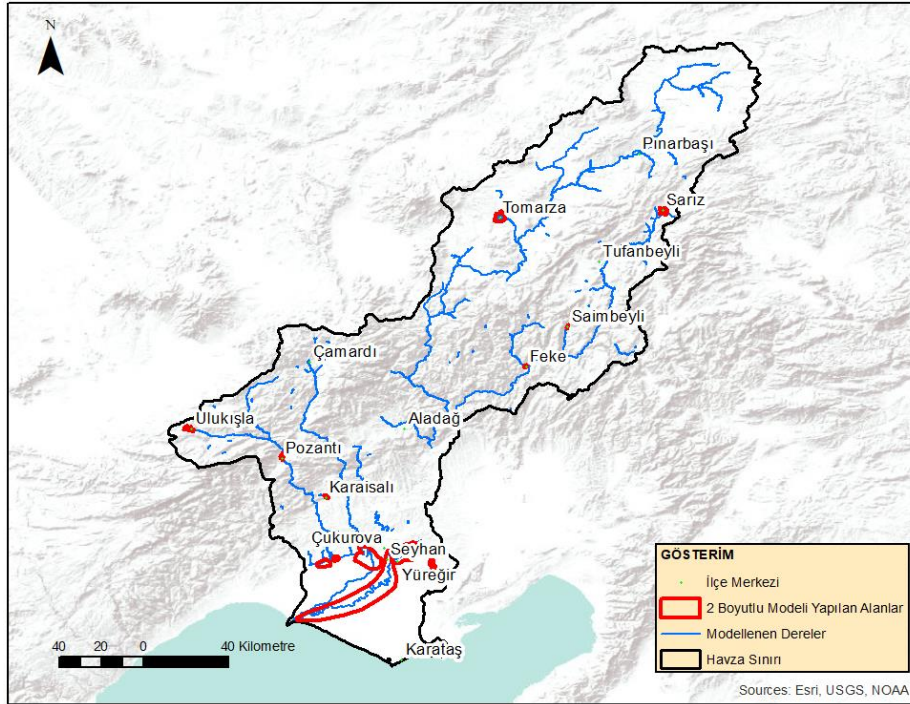 N
Pınarbaşı
Tomarza
Sarız
Tufanbeyli
Saimbeyli
Feke
Çamardı
Ulukışla
Aladağ
Pozantı
Karaisalı
Çukurova
Seyhan
Yüreğir
Karataş
40 20 0 40 Kilometre
GÖSTERİM
İlçe Merkezi
2 Boyutlu Modeli Yapılan Alanlar
Modellenen Dereler
Havza Sınırı
Sources: Esri, USGS, NOAA